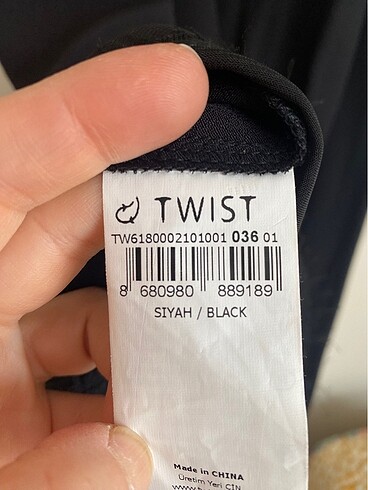 TWIST
TW6180002101001 036 01
8 680980 889189
SIYAH / BLACK
Made in CHINA
Üretim Yeri ÇİN